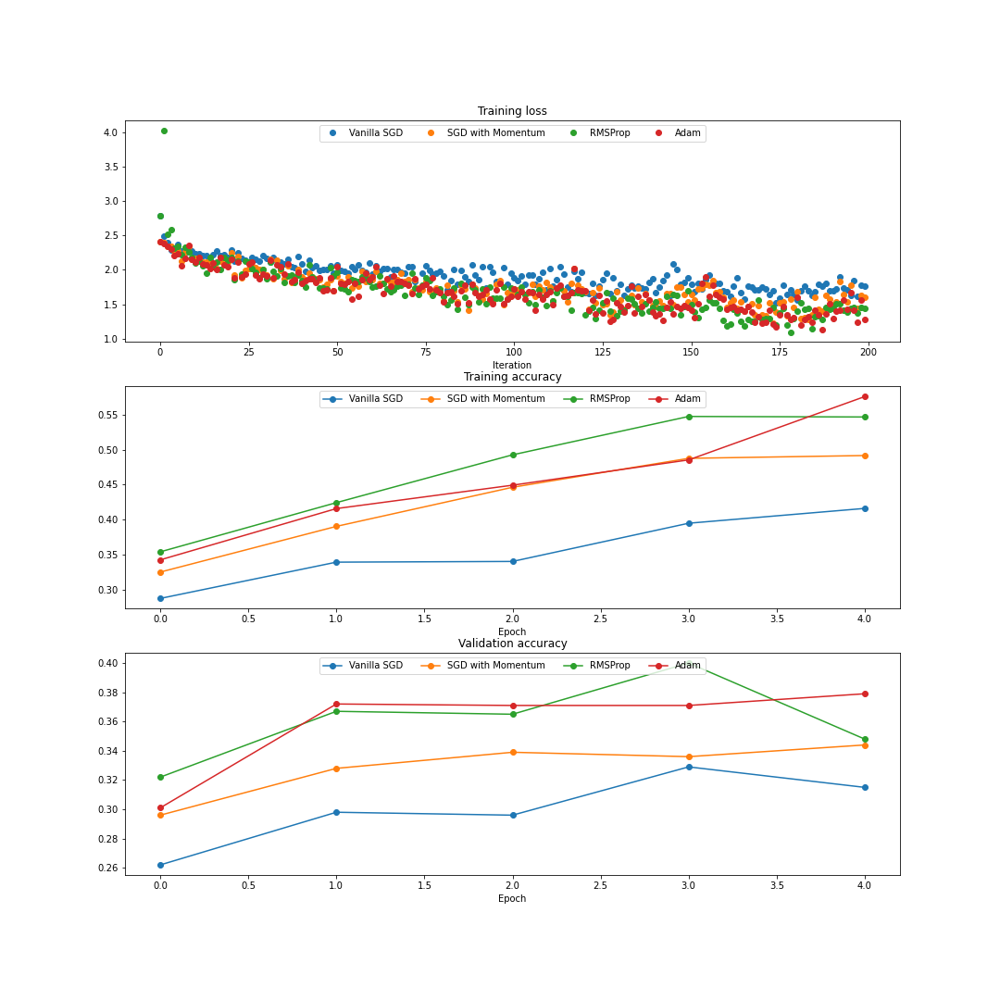 Training loss
Vanilla SGD SGD with Momentum RMSProp Adam
4.0
3.5
3.0
2.5
2.0
1.5
1.0
0 25 50 75 100 125 150 175 200
Iteration
Training accuracy
Vanilla SGD SGD with Momentum RMSProp Adam
0.55
0.50
0.45
0.40
0.35
0.30
0.0 0.5 1.0 1.5 2.0 2.5 3.0 3.5 4.0
Epoch
Validation accuracy
0.40
Vanilla SGD SGD with Momentum RMSProp Adam
0.38
0.36
0.34
0.32
0.30
0.28
0.26
0.0 0.5 1.0 1.5 2.0 2.5 3.0 3.5 4.0
Epoch